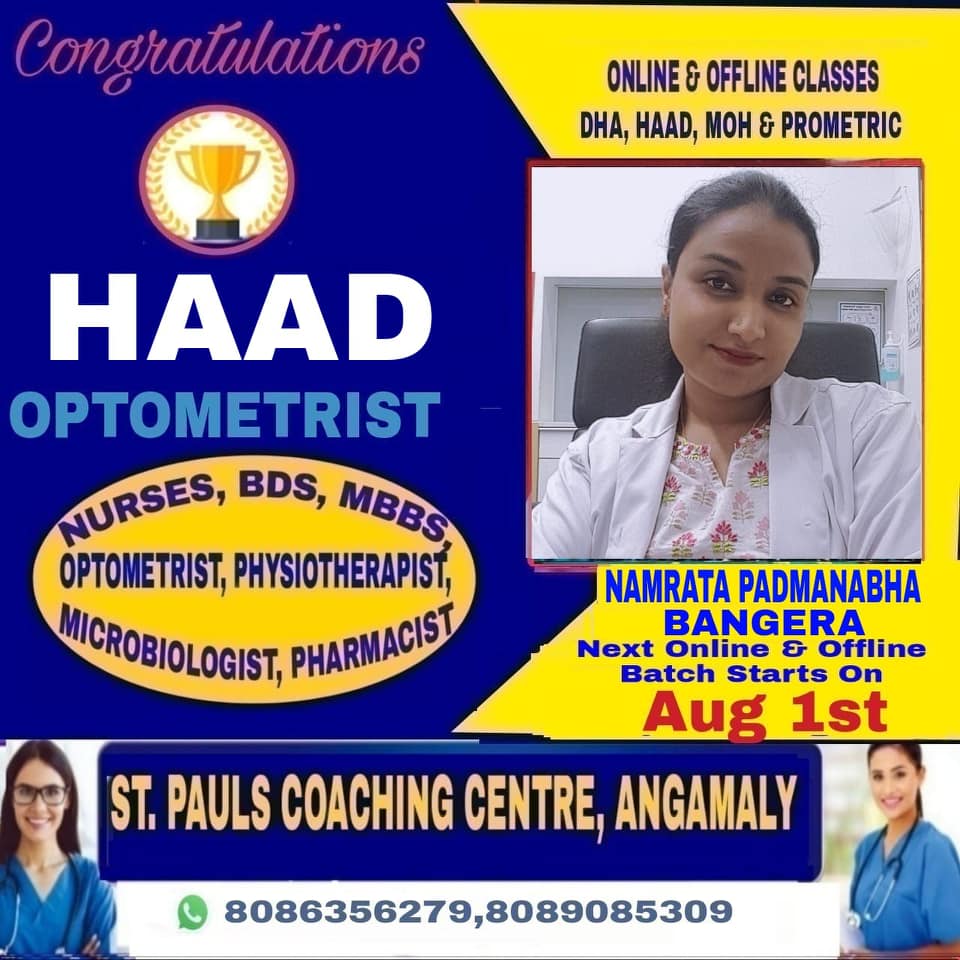 Congratulations
HAAD
OPTOMETRIST
NURSES, BDS, MBBS,
OPTOMETRIST, PHYSIOTHERAPIST,
MICROBIOLOGIST, PHARMACIST
ONLINE & OFFLINE CLASSES
DHA, HAAD, MOH & PROMETRIC
NAMRATA PADMANABHA
BANGERA
Next Online & Offline
Batch Starts On
Aug 1st
ST. PAULS COACHING CENTRE, ANGAMALY
8086356279,8089085309